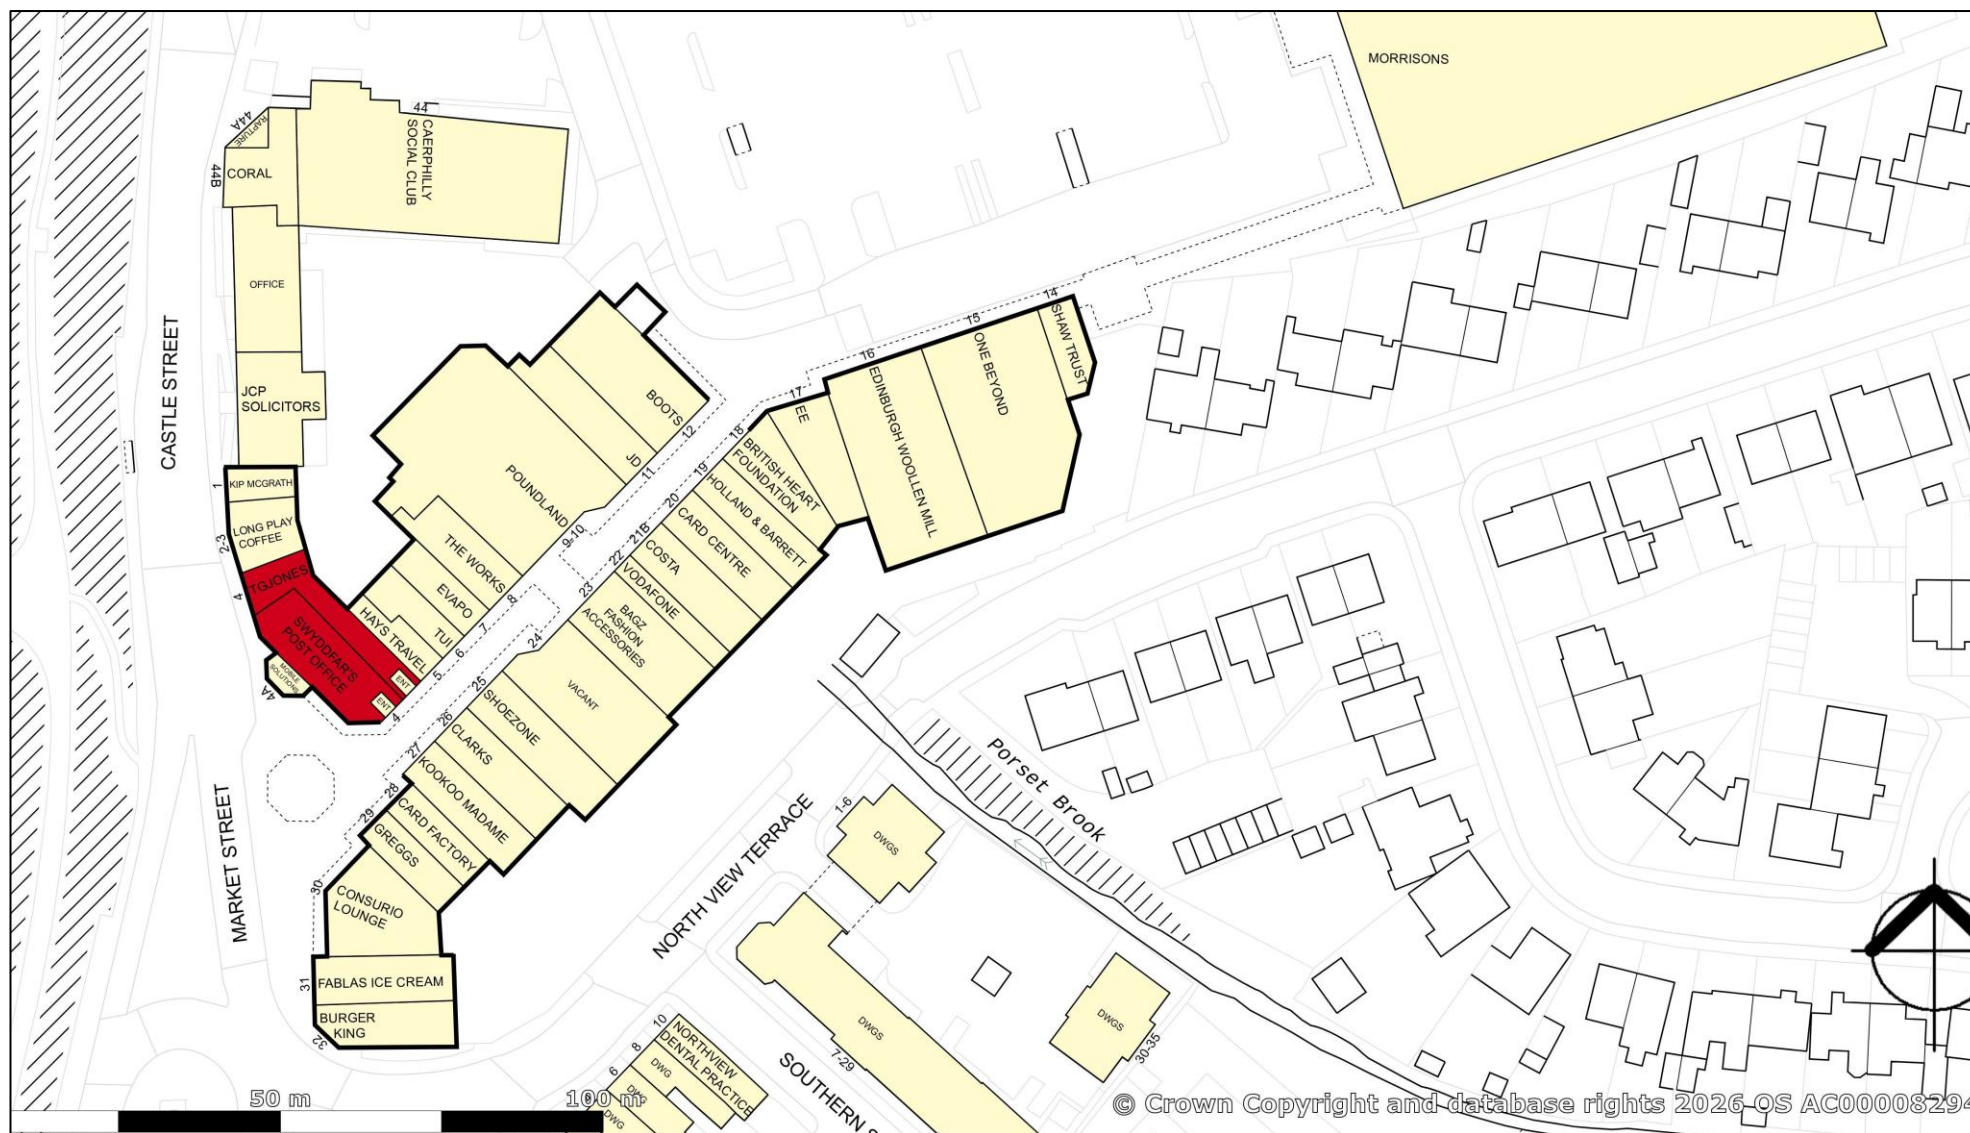 MORRISONS
44
CAERPHILLY
SOCIAL CLUB
44A
RAPTURE
44B
CORAL
OFFICE
CASTLE STREET
JCP
SOLICITORS
1
KIP MCGRATH
2-3
LONG PLAY
COFFEE
4
TGJONES
SWYDDFAR'S
POST OFFICE
MOBILE
SOLUTIONS
4A
ENT
ENT
4
HAYS TRAVEL
5
TUI
6
EVAPO
7
THE WORKS
8
POUNDLAND
9-10
JD
11
BOOTS
12
14
SHAW TRUST
15
ONE BEYOND
16
EDINBURGH WOOLLEN MILL
17
EE
18
BRITISH HEART
FOUNDATION
19
HOLLAND & BARRETT
20
CARD CENTRE
21B
COSTA
22
VODAFONE
23
BAGZ
FASHION
ACCESSORIES
24
VACANT
25
SHOEZONE
26
CLARKS
27
KOOKOO MADAME
28
CARD FACTORY
29
GREGGS
30
CONSURIO
LOUNGE
31
FABLAS ICE CREAM
BURGER
KING
32
MARKET STREET
NORTH VIEW TERRACE
Porset Brook
1-6
DWGS
DWGS
7-29
DWGS
30-35
10
NORTHVIEW
DENTAL PRACTICE
8
DWG
6
DWG
DWG
SOUTHERN S
50 m
100 m
© Crown Copyright and database rights 2026 OS AC00008294